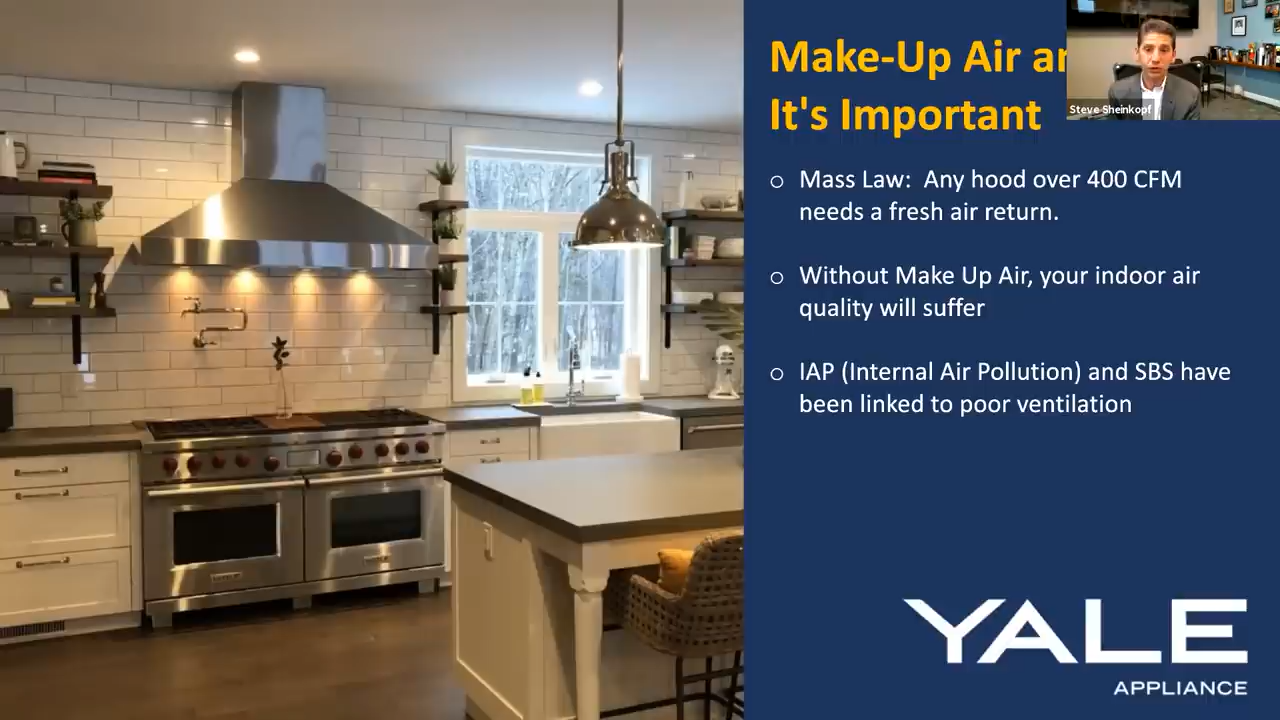 Make-Up Air
It's Important
Steve Sheinkopf
o Mass Law: Any hood over 400 CFM
needs a fresh air return.
o Without Make Up Air, your indoor air
quality will suffer
o IAP (Internal Air Pollution) and SBS have
been linked to poor ventilation
YALE
APPLIANCE